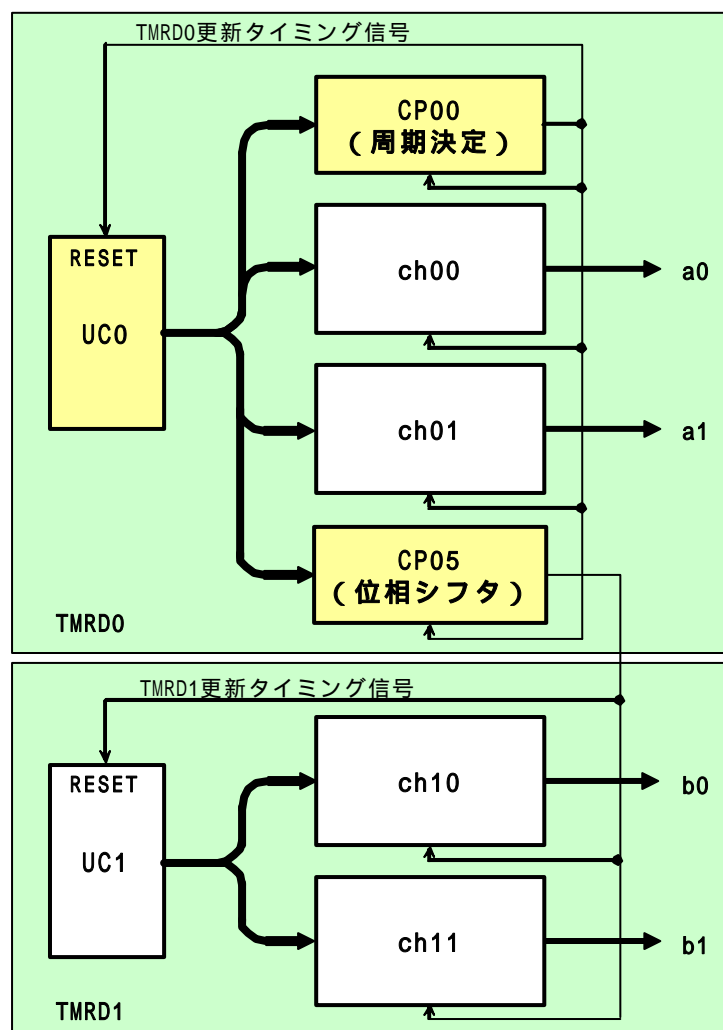 TMRD0更新タイミング信号
CP00
(周期決定)
RESET
UC0
ch00
a0
ch01
a1
CP05
(位相シフタ)
TMRD0
TMRD1更新タイミング信号
RESET
UC1
ch10
b0
ch11
b1
TMRD1